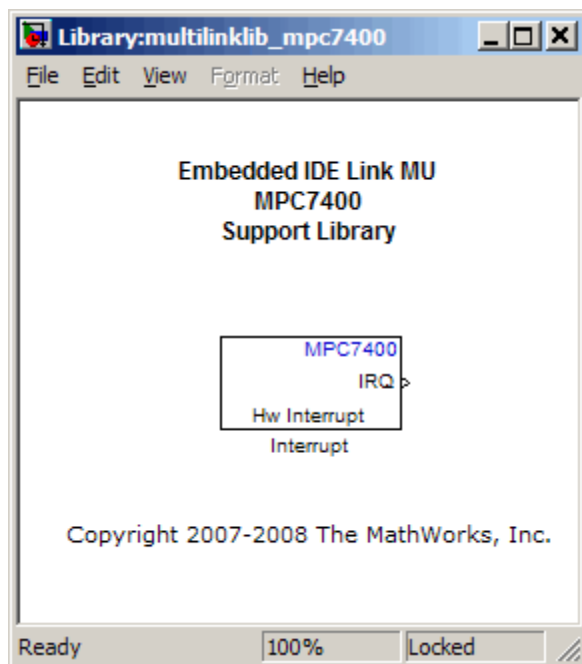 Library:multilinklib_mpc7400
File Edit View Format Help
Embedded IDE Link MU
MPC7400
Support Library
MPC7400
IRQ
Hw Interrupt
Interrupt
Copyright 2007-2008 The MathWorks, Inc.
Ready 100% Locked